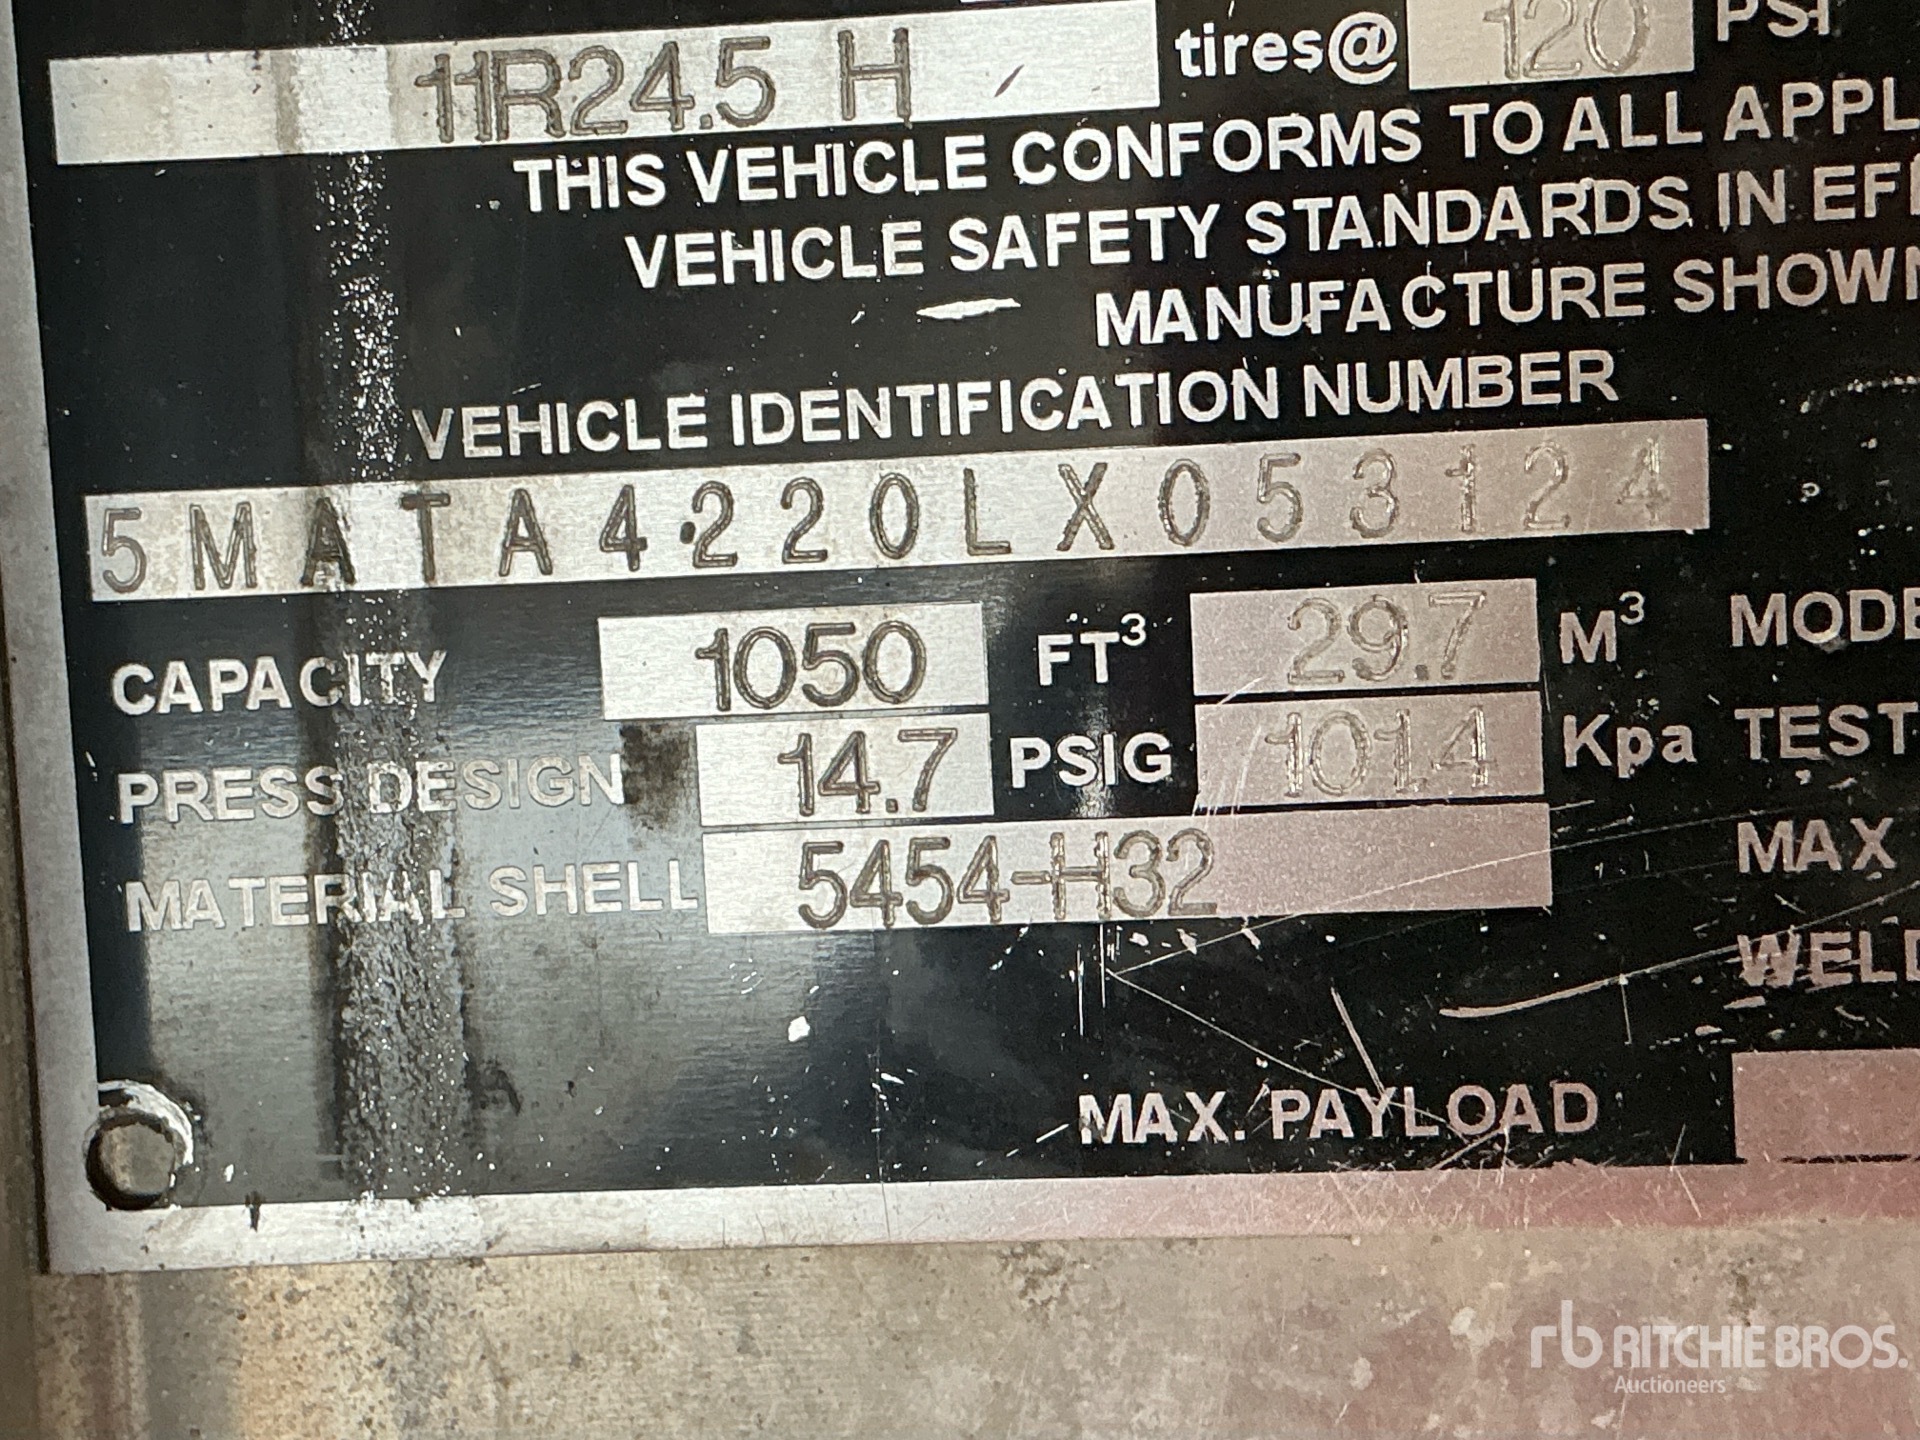 11R24.5 H tires@ 120 PSI
THIS VEHICLE CONFORMS TO ALL APPL
VEHICLE SAFETY STANDARDS IN EF
MANUFACTURE SHOWN
VEHICLE IDENTIFICATION NUMBER
5MATA4220LX053124
CAPACITY 1050 FT³ 29.7 M³ MODE
PRESS DESIGN 14.7 PSIG 101.4 Kpa TEST
MATERIAL SHELL 5454-H32 MAX
WELD
MAX. PAYLOAD
rb RITCHIE BROS.
Auctioneers